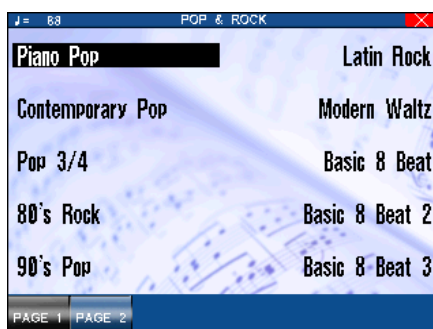 ♩= 68 POP & ROCK
Piano Pop Latin Rock
Contemporary Pop Modern Waltz
Pop 3/4 Basic 8 Beat
80's Rock Basic 8 Beat 2
90's Pop Basic 8 Beat 3
PAGE 1 PAGE 2